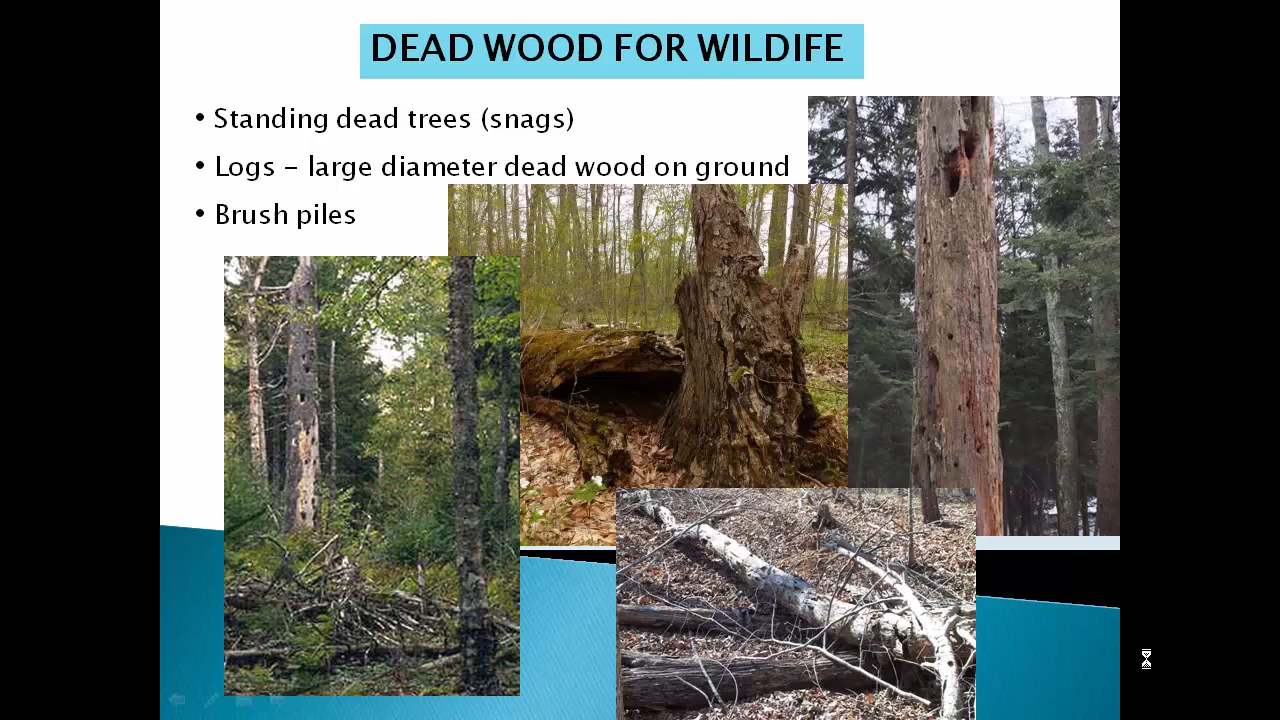 DEAD WOOD FOR WILDIFE
• Standing dead trees (snags)
• Logs – large diameter dead wood on ground
• Brush piles